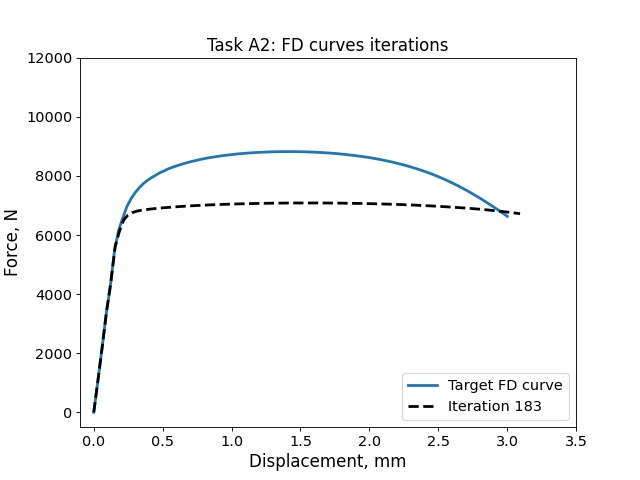 Task A2: FD curves iterations
12000
10000
8000
6000
4000
2000
0
Force, N
0.0 0.5 1.0 1.5 2.0 2.5 3.0 3.5
Displacement, mm
Target FD curve
Iteration 183